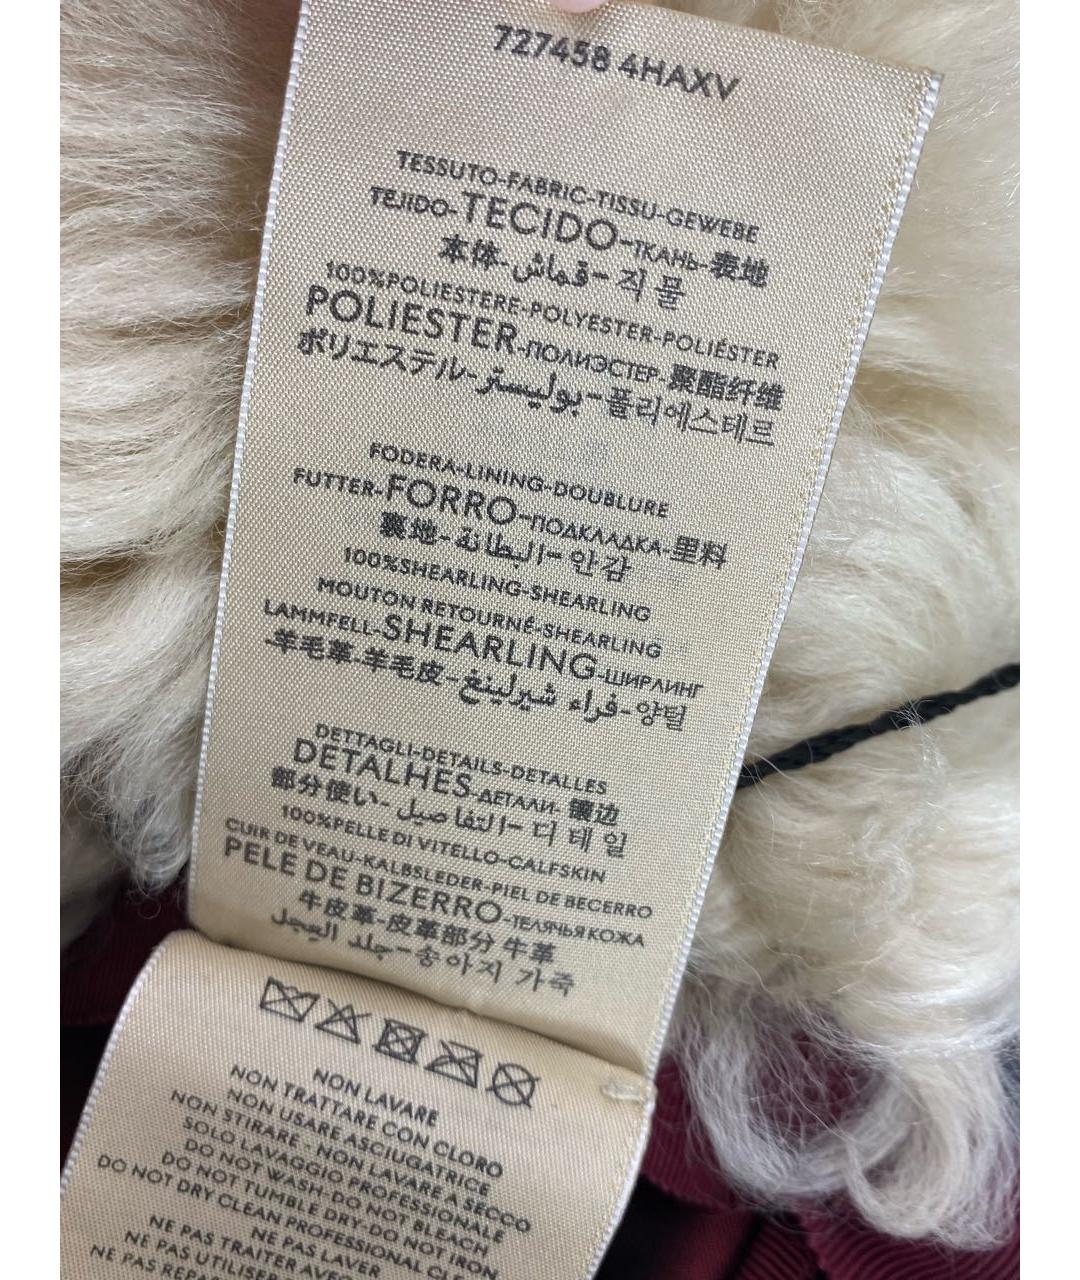 727458 4HAXV
TESSUTO-FABRIC-TISSU-GEWEBE
TEJIDO-TECIDO-ТКАНЬ-表地
本体-قماش-직물
100%POLIESTERE-POLYESTER-POLIÉSTER
POLIESTER-ПОЛИЭСТЕР-聚酯纤维
ポリエステル-بوليستر-폴리에스테르
FODERA-LINING-DOUBLURE
FUTTER-FORRO-ПОДКЛАДКА-里料
裏地-البطانة-안감
100%SHEARLING-SHEARLING
MOUTON RETOURNÉ-SHEARLING
LAMMFELL-SHEARLING-ШИРЛИНГ
羊毛革-羊毛皮-فراء شيرلينغ-양털
DETTAGLI-DETAILS-DETALLES
DETALHES-ДЕТАЛИ-镶边
部分使い-التفاصيل-디테일
100%PELLE DI VITELLO-CALFSKIN
CUIR DE VEAU-KALBSLEDER-PIEL DE BECERRO
PELE DE BIZERRO-ТЕЛЯЧЬЯ КОЖА
牛皮革-皮革部分 牛革
جلد العجل-송아지 가죽
NON LAVARE
NON TRATTARE CON CLORO
NON USARE ASCIUGATRICE
NON STIRARE - NON LAVARE A SECCO
SOLO LAVAGGIO PROFESSIONALE
DO NOT WASH-DO NOT BLEACH
DO NOT TUMBLE DRY-DO NOT IRON
DO NOT DRY CLEAN PROFESSIONAL CLE
NE PAS LAVER
NE PAS TRAITER AVEC
NE PAS UTILISER
NE PAS REPA